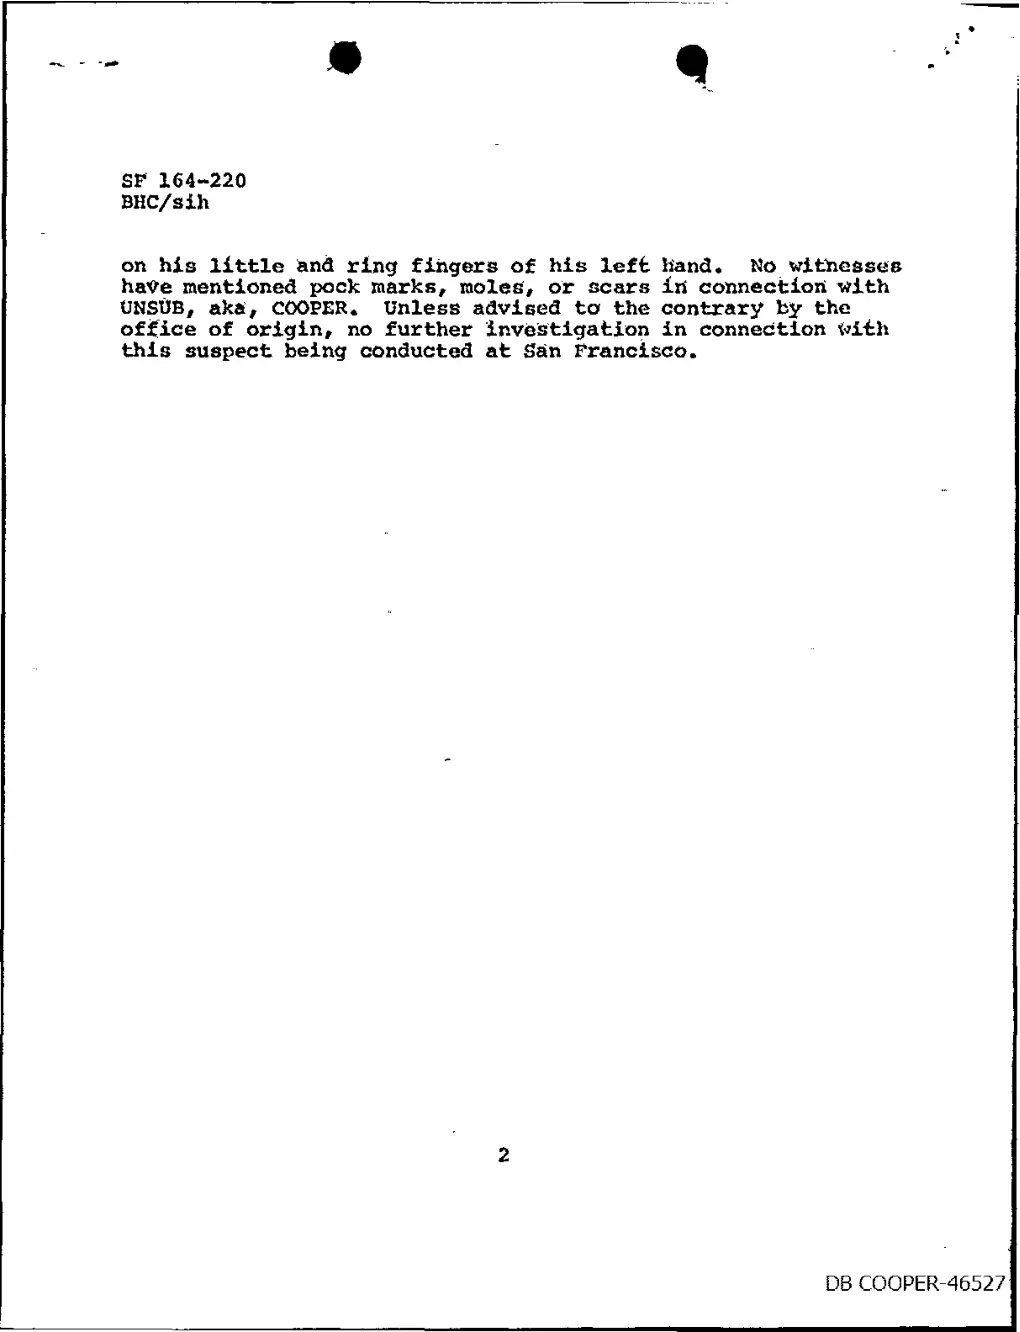 SF 164-220
BHC/sih
on his little and ring fingers of his left hand. No witnesses
have mentioned pock marks, moles, or scars in connection with
UNSUB, aka, COOPER. Unless advised to the contrary by the
office of origin, no further investigation in connection with
this suspect being conducted at San Francisco.
2
DB COOPER-46527